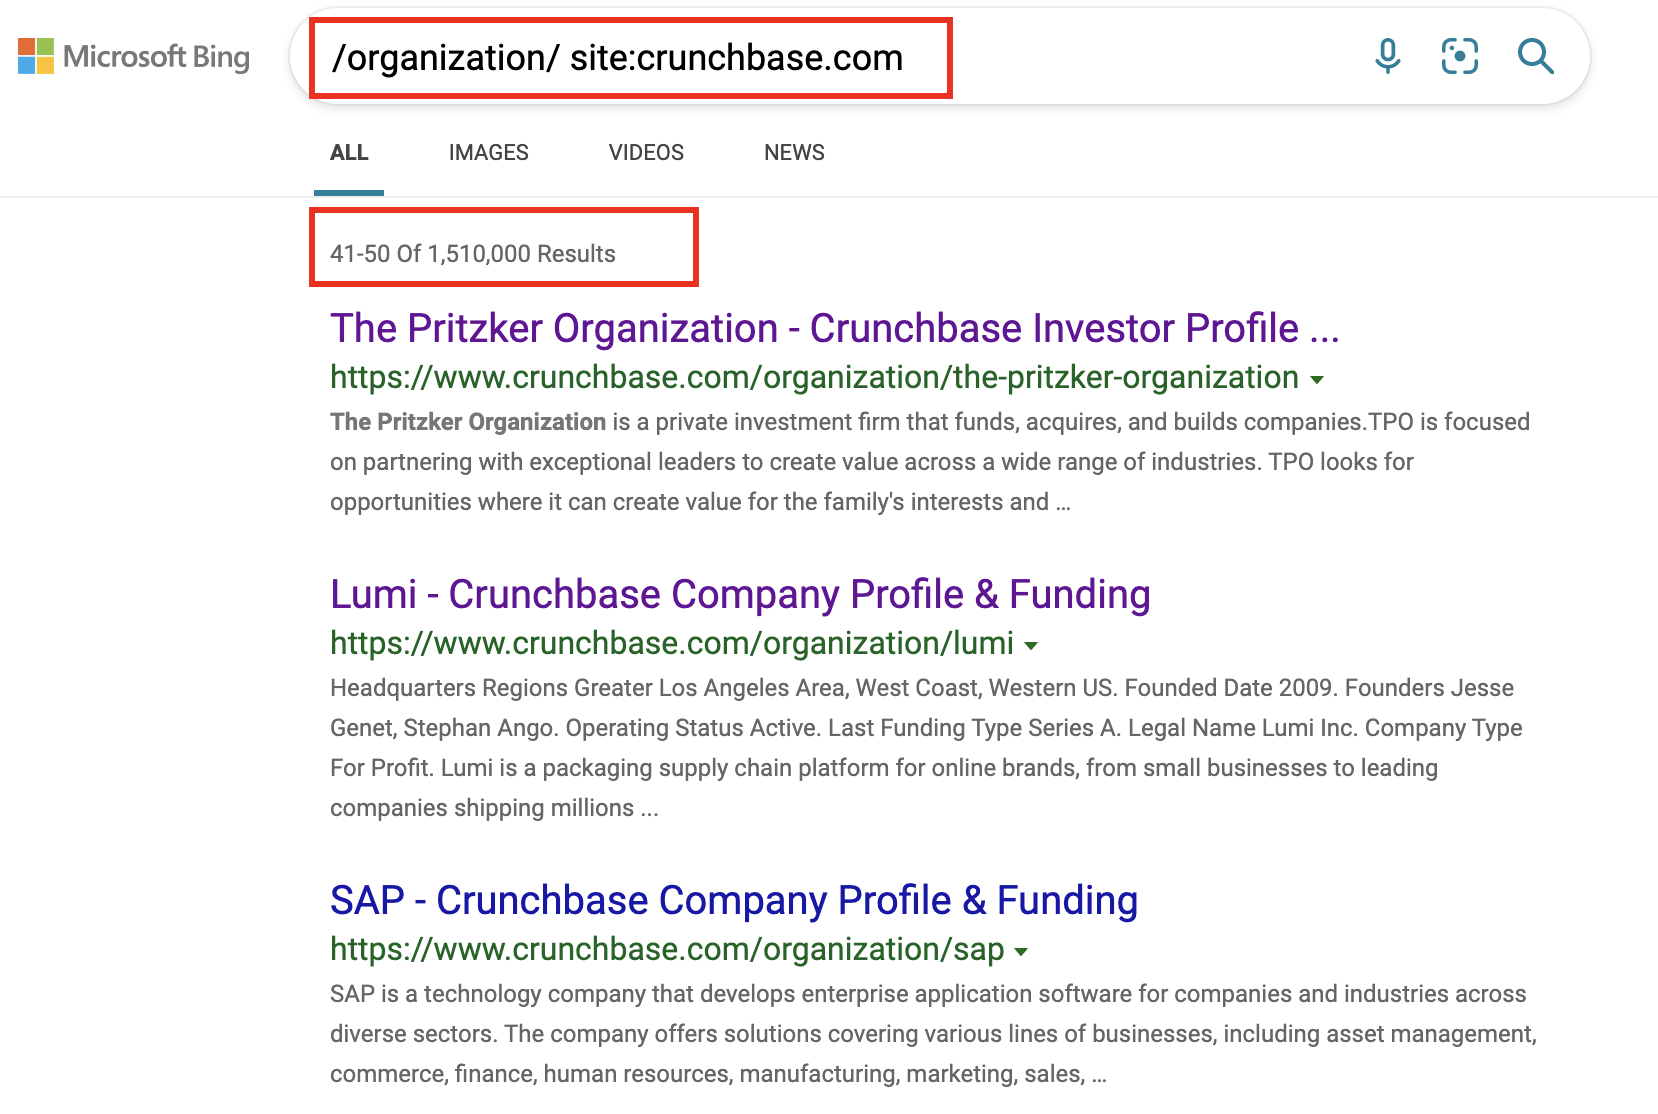 Microsoft Bing
/organization/ site:crunchbase.com
ALL IMAGES VIDEOS NEWS
41-50 Of 1,510,000 Results
The Pritzker Organization - Crunchbase Investor Profile ...
https://www.crunchbase.com/organization/the-pritzker-organization
The Pritzker Organization is a private investment firm that funds, acquires, and builds companies.TPO is focused
on partnering with exceptional leaders to create value across a wide range of industries. TPO looks for
opportunities where it can create value for the family's interests and ...
Lumi - Crunchbase Company Profile & Funding
https://www.crunchbase.com/organization/lumi
Headquarters Regions Greater Los Angeles Area, West Coast, Western US. Founded Date 2009. Founders Jesse
Genet, Stephan Ango. Operating Status Active. Last Funding Type Series A. Legal Name Lumi Inc. Company Type
For Profit. Lumi is a packaging supply chain platform for online brands, from small businesses to leading
companies shipping millions ...
SAP - Crunchbase Company Profile & Funding
https://www.crunchbase.com/organization/sap
SAP is a technology company that develops enterprise application software for companies and industries across
diverse sectors. The company offers solutions covering various lines of businesses, including asset management,
commerce, finance, human resources, manufacturing, marketing, sales, ...